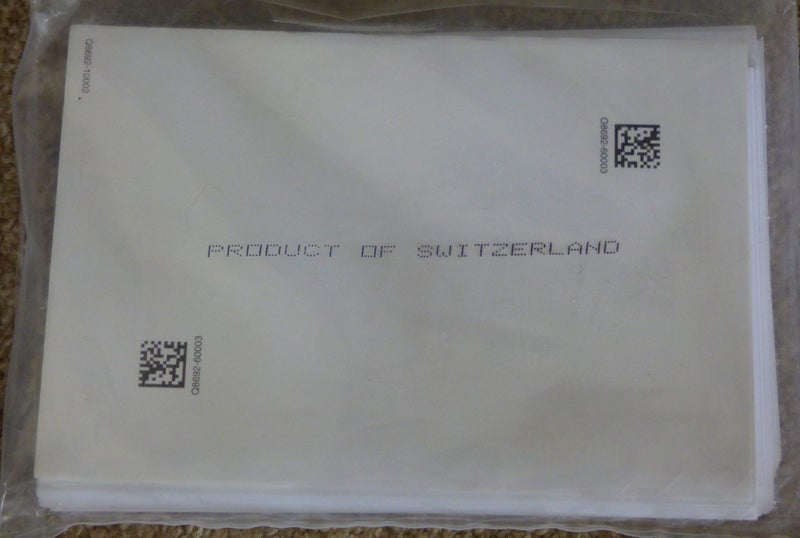 Q8692-10002
Q8692-60003
PRODUCT OF SWITZERLAND
Q8692-60003